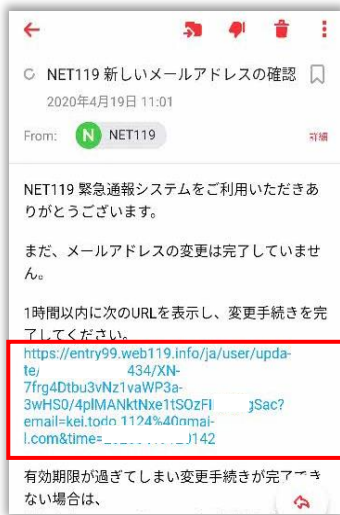 NET119 新しいメールアドレスの確認
2020年4月19日 11:01
From: N NET119 詳細
NET119 緊急通報システムをご利用いただきあ
りがとうございます。
まだ、メールアドレスの変更は完了していませ
ん。
1時間以内に次のURLを表示し、変更手続きを完
了してください。
https://entry99.web119.info/ja/user/upda-
te/ 434/XN-
7frg4Dtbu3vNz1vaWP3a-
3wHS0/4plMANktNxe1tSOzFl gSac?
email=kei.todo.1124%40gmai-
l.com&time= 0142
有効期限が過ぎてしまい変更手続きが完了でき
ない場合は、